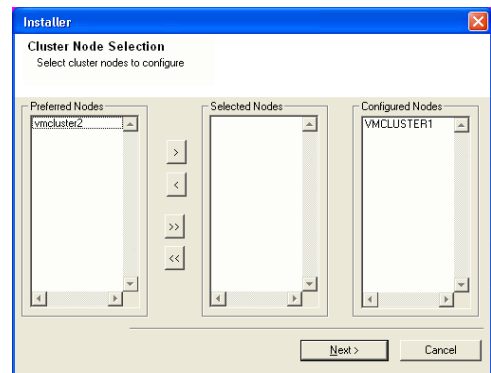 Installer
Cluster Node Selection
Select cluster nodes to configure
Preferred Nodes
vmcluster2
>
<
>>
<<
Selected Nodes
Configured Nodes
VMCLUSTER1
Next >
Cancel